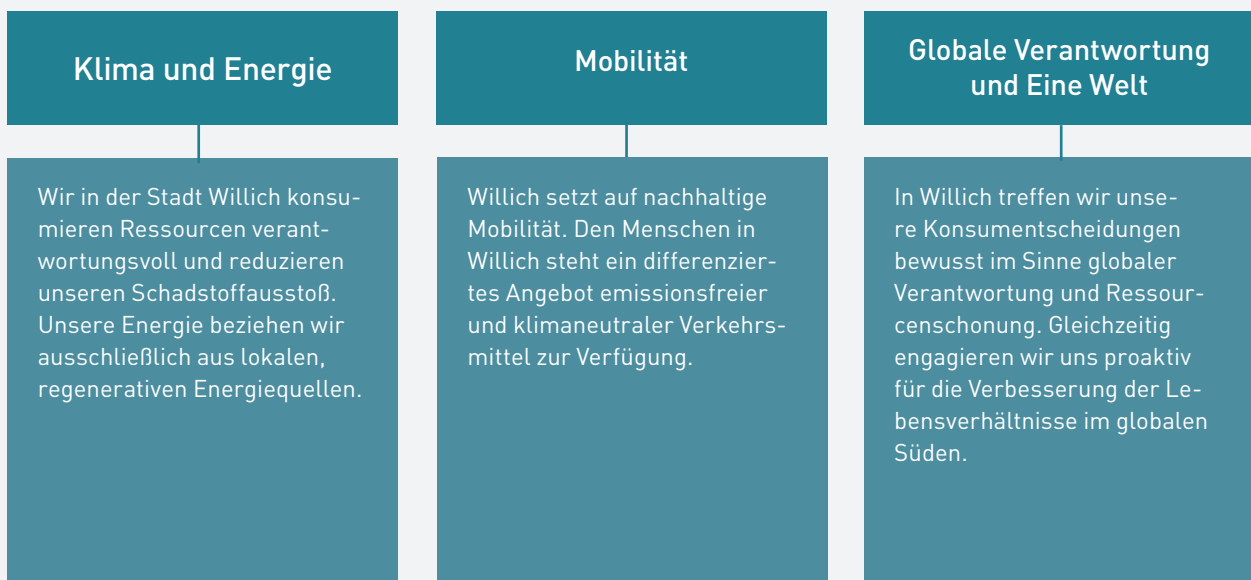 Klima und Energie
Wir in der Stadt Willich konsu-
mieren Ressourcen verant-
wortungsvoll und reduzieren
unseren Schadstoffausstoß.
Unsere Energie beziehen wir
ausschließlich aus lokalen,
regenerativen Energiequellen.
Mobilität
Willich setzt auf nachhaltige
Mobilität. Den Menschen in
Willich steht ein differenzier-
tes Angebot emissionsfreier
und klimaneutraler Verkehrs-
mittel zur Verfügung.
Globale Verantwortung
und Eine Welt
In Willich treffen wir unse-
re Konsumentscheidungen
bewusst im Sinne globaler
Verantwortung und Ressour-
censchonung. Gleichzeitig
engagieren wir uns proaktiv
für die Verbesserung der Le-
bensverhältnisse im globalen
Süden.